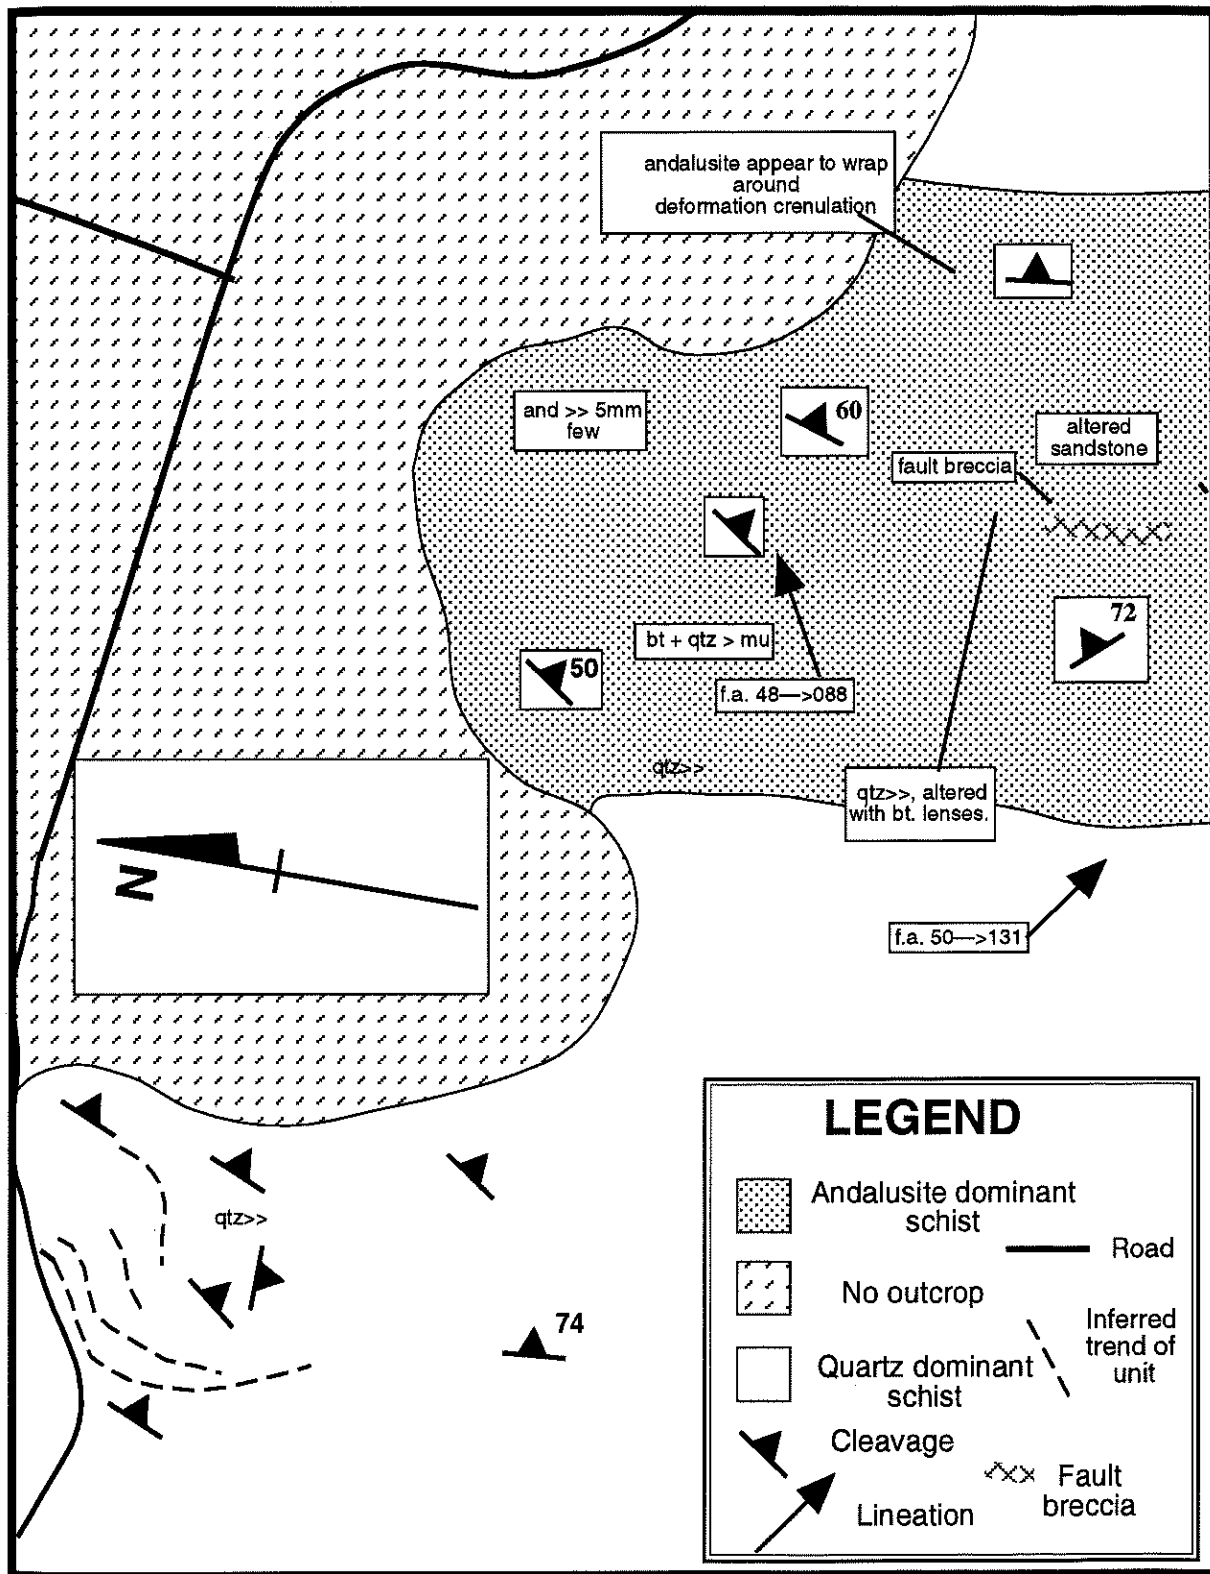 andalusite appear to wrap
around
deformation crenulation
and >> 5mm
few
60
altered
sandstone
fault breccia
72
bt + qtz > mu
50
f.a. 48—>088
qtz>>
qtz>>, altered
with bt. lenses.
N
f.a. 50—>131
qtz>>
74
LEGEND
Andalusite dominant
schist
Road
No outcrop
Inferred
trend of
unit
Quartz dominant
schist
Cleavage
Fault
breccia
Lineation